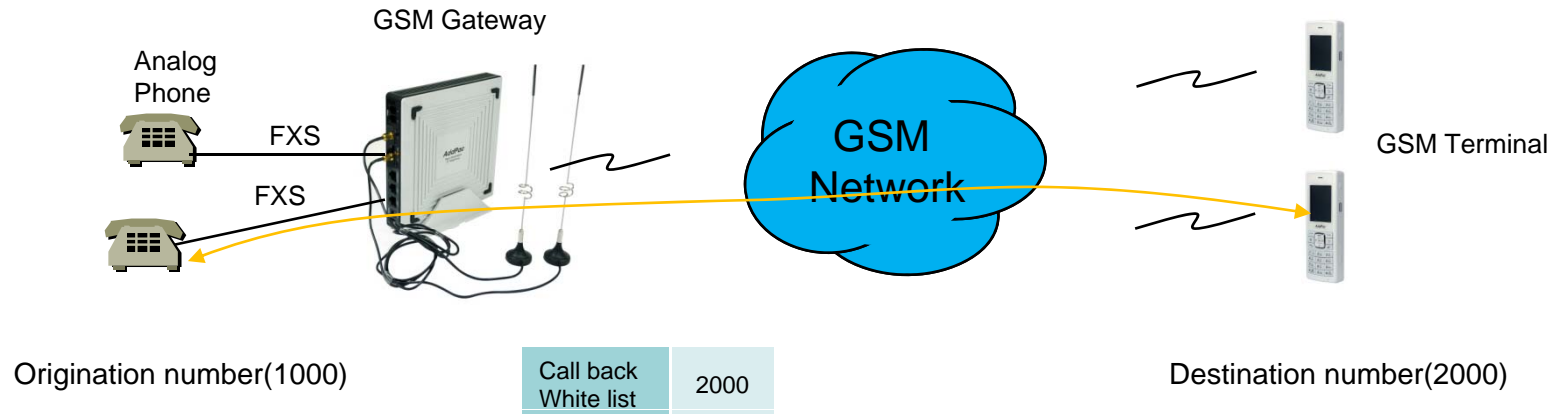 GSM Gateway
Analog
Phone
FXS
FXS
AddPac
GSM
Network
GSM Terminal
Origination number(1000)
Call back
White list
2000
Destination number(2000)